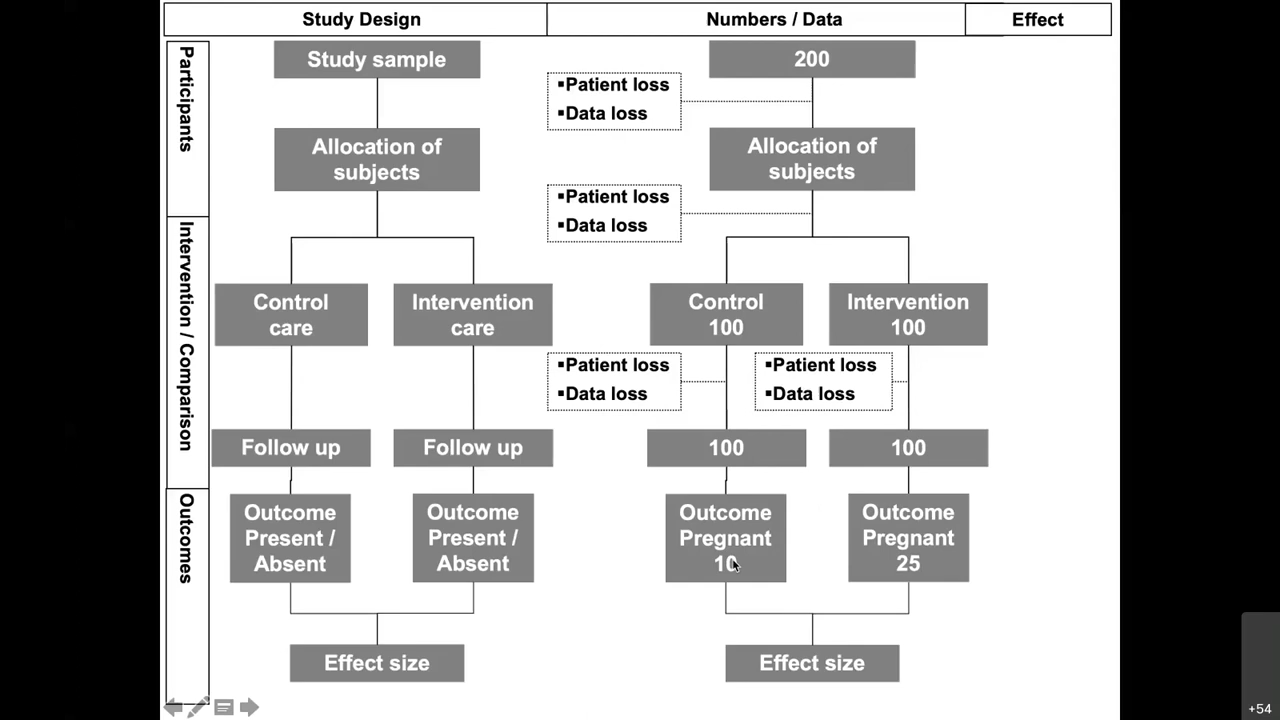 Study Design
Numbers / Data
Effect
Participants
Study sample
200
▪Patient loss
▪Data loss
Allocation of
subjects
Allocation of
subjects
▪Patient loss
▪Data loss
Intervention / Comparison
Control
care
Intervention
care
Control
100
Intervention
100
▪Patient loss
▪Data loss
▪Patient loss
▪Data loss
Follow up
Follow up
100
100
Outcomes
Outcome
Present /
Absent
Outcome
Present /
Absent
Outcome
Pregnant
10
Outcome
Pregnant
25
Effect size
Effect size
+54